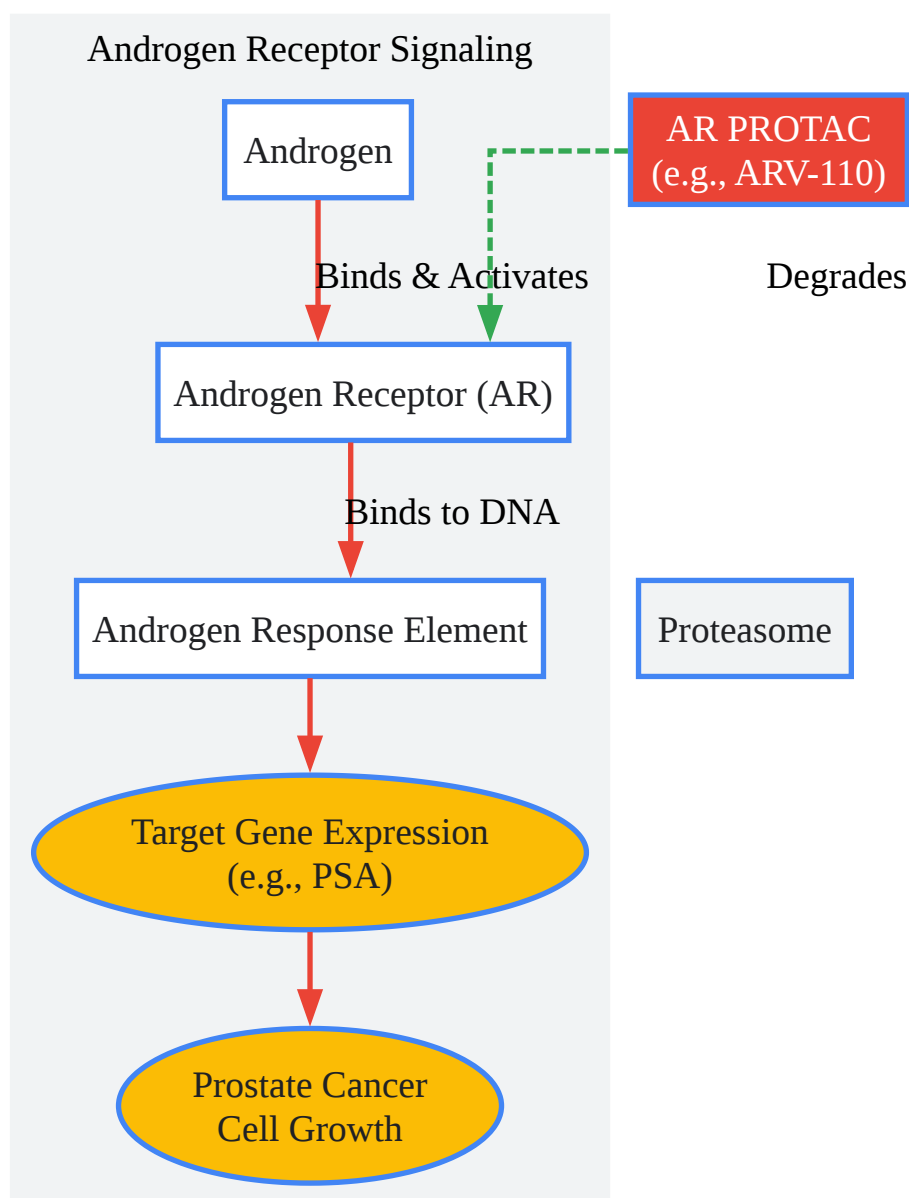 Androgen Receptor Signaling
Androgen
AR PROTAC
(e.g., ARV-110)
Binds & Activates
Degrades
Androgen Receptor (AR)
Binds to DNA
Androgen Response Element
Proteasome
Target Gene Expression
(e.g., PSA)
Prostate Cancer
Cell Growth